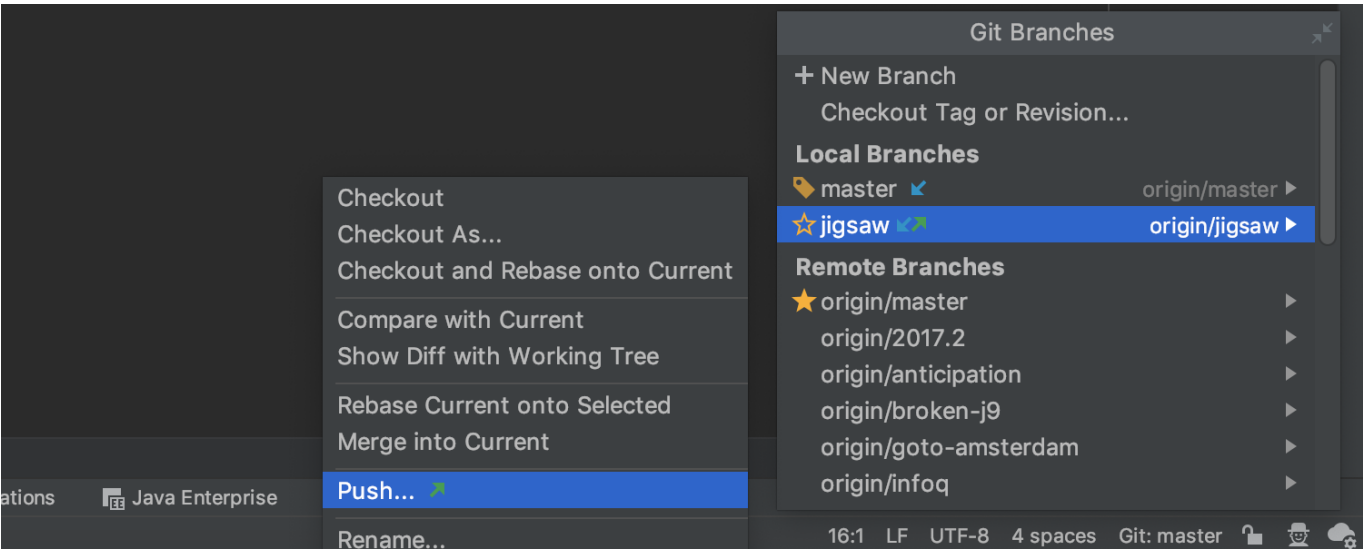 Git Branches
New Branch
Checkout Tag or Revision...
Local Branches
master origin/master
jigsaw origin/jigsaw
Remote Branches
origin/master
origin/2017.2
origin/anticipation
origin/broken-j9
origin/goto-amsterdam
origin/infoq
Checkout
Checkout As...
Checkout and Rebase onto Current
Compare with Current
Show Diff with Working Tree
Rebase Current onto Selected
Merge into Current
Push...
Rename...
ations Java Enterprise
16:1 LF UTF-8 4 spaces Git: master